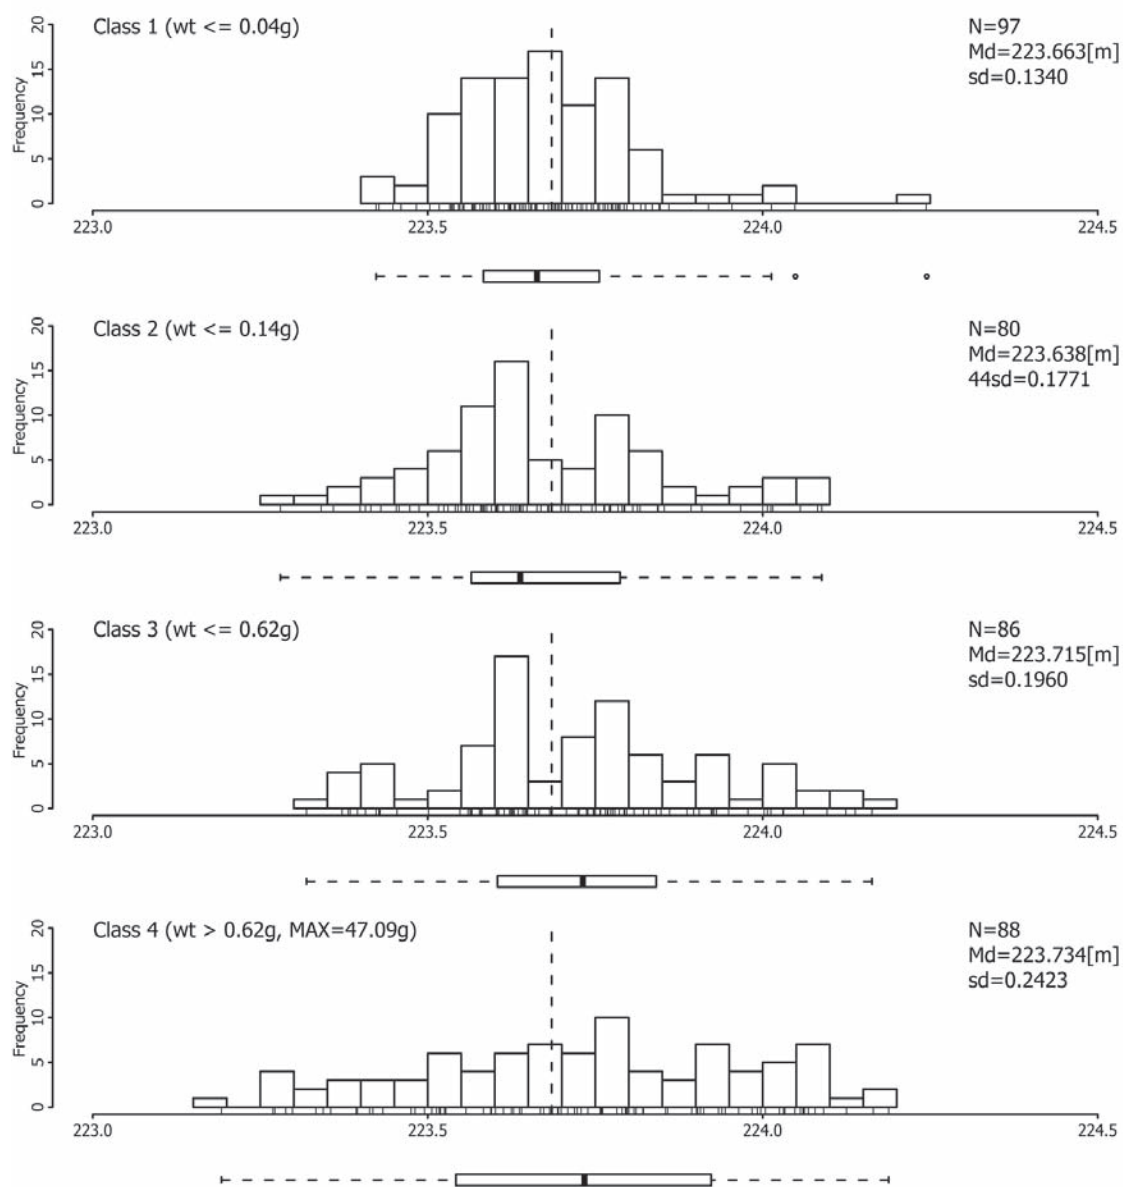 Class 1 (wt <= 0.04g)
N=97
Md=223.663[m]
sd=0.1340
Frequency
0 5 10 15 20
223.0 223.5 224.0 224.5
Class 2 (wt <= 0.14g)
N=80
Md=223.638[m]
44sd=0.1771
Frequency
0 5 10 15 20
223.0 223.5 224.0 224.5
Class 3 (wt <= 0.62g)
N=86
Md=223.715[m]
sd=0.1960
Frequency
0 5 10 15 20
223.0 223.5 224.0 224.5
Class 4 (wt > 0.62g, MAX=47.09g)
N=88
Md=223.734[m]
sd=0.2423
Frequency
0 5 10 15 20
223.0 223.5 224.0 224.5